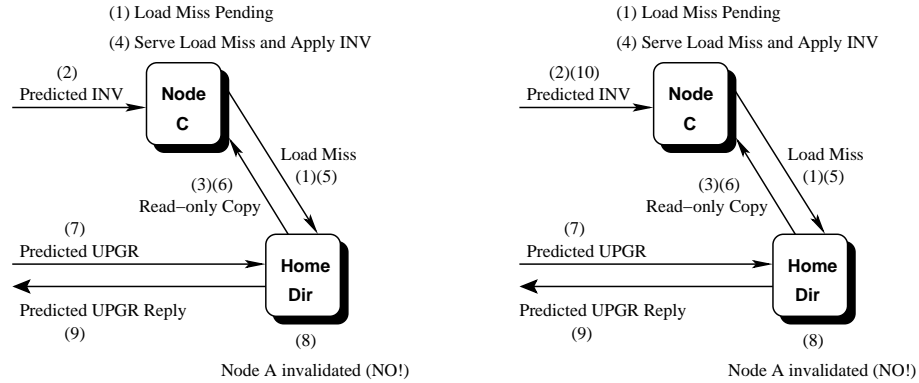 (1) Load Miss Pending
(4) Serve Load Miss and Apply INV
(2)
Predicted INV
Node
C
Load Miss
(1)(5)
(3)(6)
Read−only Copy
(7)
Predicted UPGR
Home
Dir
Predicted UPGR Reply
(9)
(8)
Node A invalidated (NO!)
(1) Load Miss Pending
(4) Serve Load Miss and Apply INV
(2)(10)
Predicted INV
Node
C
Load Miss
(1)(5)
(3)(6)
Read−only Copy
(7)
Predicted UPGR
Home
Dir
Predicted UPGR Reply
(9)
(8)
Node A invalidated (NO!)